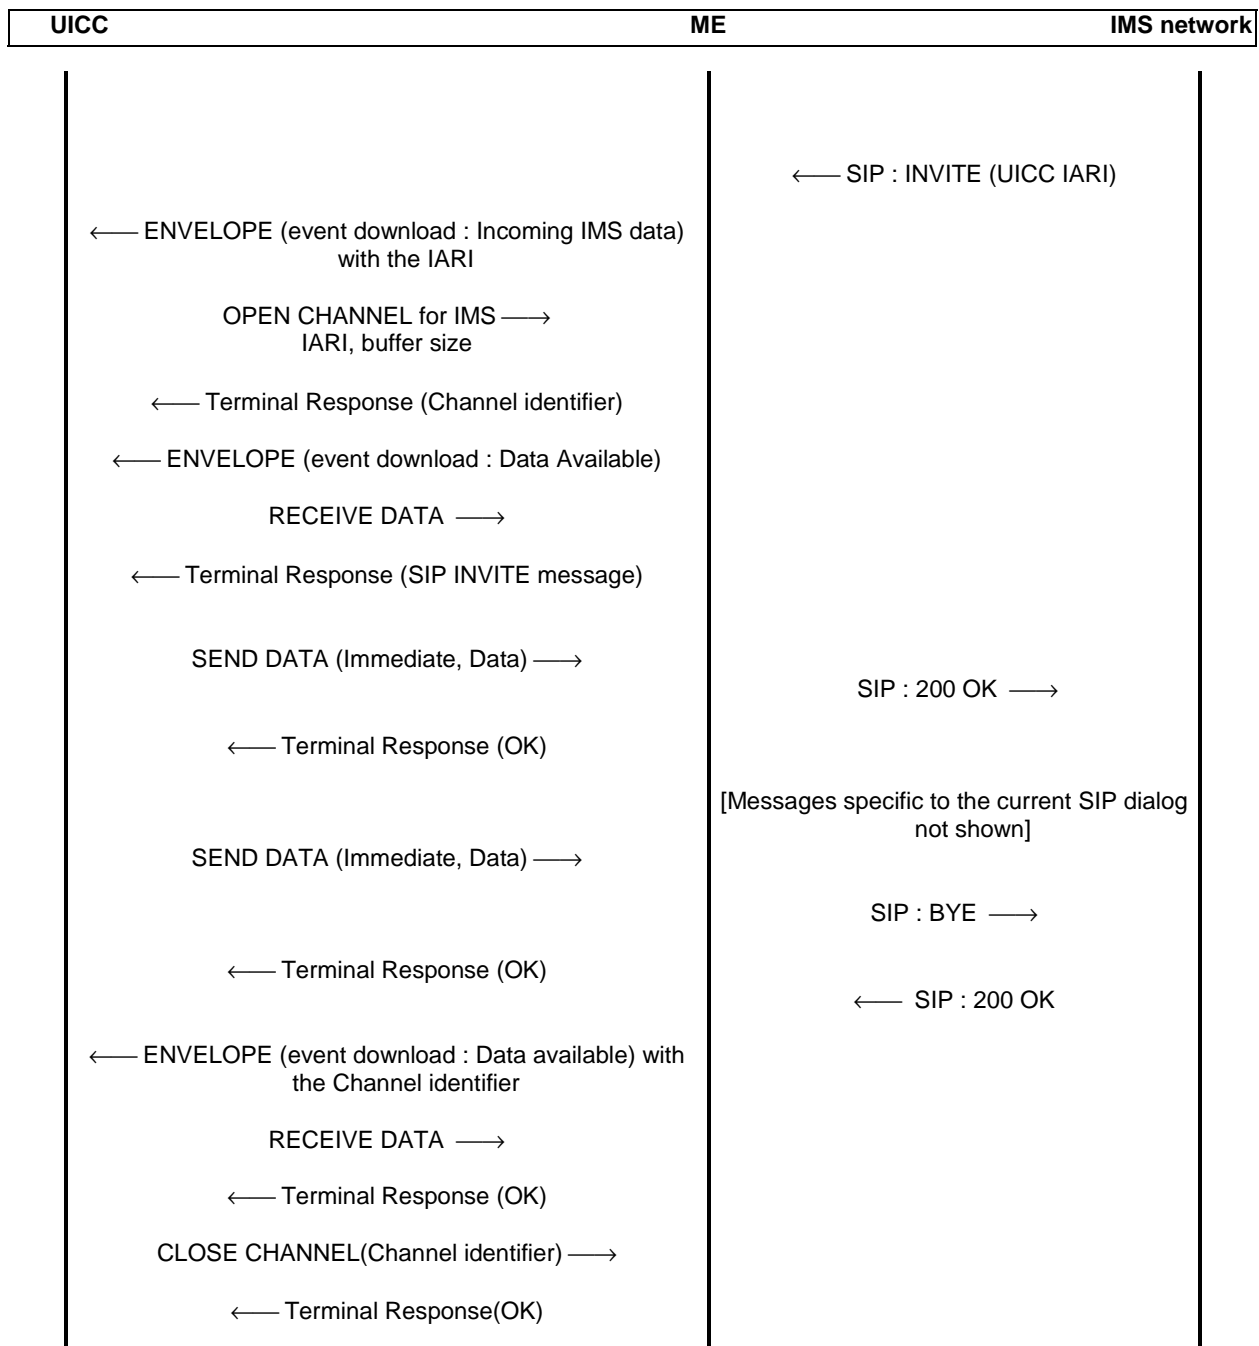 UICC ME IMS network
⟵ SIP : INVITE (UICC IARI)
⟵ ENVELOPE (event download : Incoming IMS data)
with the IARI
OPEN CHANNEL for IMS ⟶
IARI, buffer size
⟵ Terminal Response (Channel identifier)
⟵ ENVELOPE (event download : Data Available)
RECEIVE DATA ⟶
⟵ Terminal Response (SIP INVITE message)
SEND DATA (Immediate, Data) ⟶
SIP : 200 OK ⟶
⟵ Terminal Response (OK)
[Messages specific to the current SIP dialog
not shown]
SEND DATA (Immediate, Data) ⟶
SIP : BYE ⟶
⟵ Terminal Response (OK)
⟵ SIP : 200 OK
⟵ ENVELOPE (event download : Data available) with
the Channel identifier
RECEIVE DATA ⟶
⟵ Terminal Response (OK)
CLOSE CHANNEL(Channel identifier) ⟶
⟵ Terminal Response(OK)